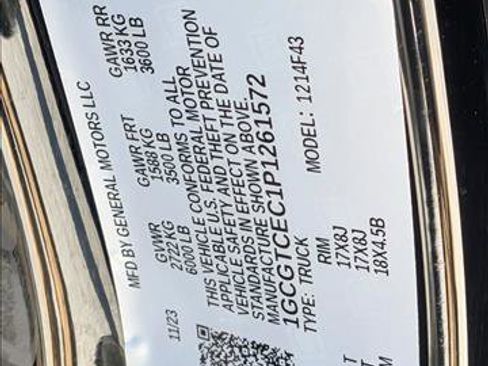 MFD BY GENERAL MOTORS LLC
11/23 GVWR GAWR FRT GAWR RR
2722 KG 1588 KG 1633 KG
6000 LB 3500 LB 3600 LB
THIS VEHICLE CONFORMS TO ALL
APPLICABLE U.S. FEDERAL MOTOR
VEHICLE SAFETY AND THEFT PREVENTION
STANDARDS IN EFFECT ON THE DATE OF
MANUFACTURE SHOWN ABOVE.
1GCGTCEC1P1261572
TYPE: TRUCK MODEL: 1214F43
RIM
17X8J
T 17X8J
T 18X4.5B
M